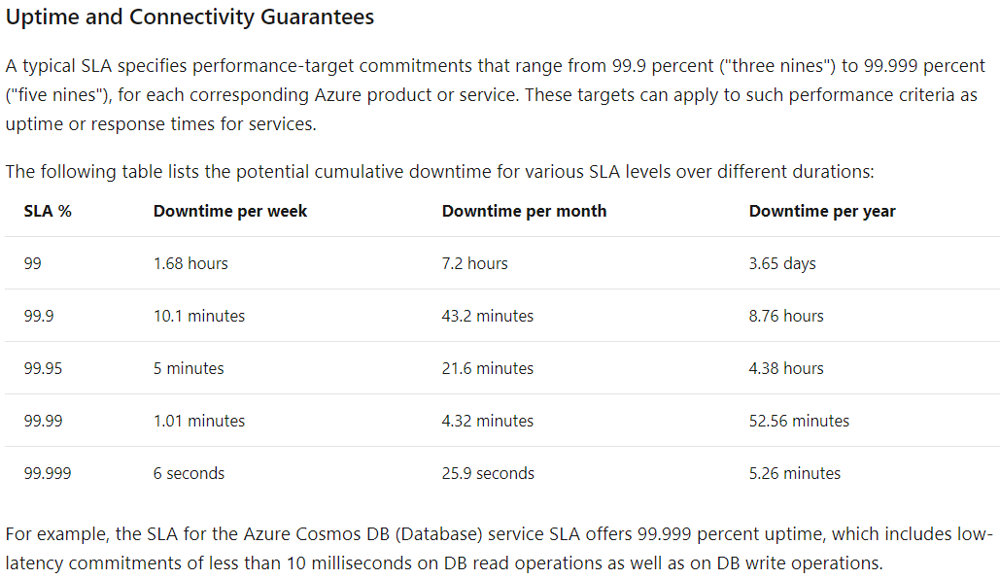 Uptime and Connectivity Guarantees
A typical SLA specifies performance-target commitments that range from 99.9 percent ("three nines") to 99.999 percent
("five nines"), for each corresponding Azure product or service. These targets can apply to such performance criteria as
uptime or response times for services.
The following table lists the potential cumulative downtime for various SLA levels over different durations:
SLA % Downtime per week Downtime per month Downtime per year
99 1.68 hours 7.2 hours 3.65 days
99.9 10.1 minutes 43.2 minutes 8.76 hours
99.95 5 minutes 21.6 minutes 4.38 hours
99.99 1.01 minutes 4.32 minutes 52.56 minutes
99.999 6 seconds 25.9 seconds 5.26 minutes
For example, the SLA for the Azure Cosmos DB (Database) service SLA offers 99.999 percent uptime, which includes low-
latency commitments of less than 10 milliseconds on DB read operations as well as on DB write operations.